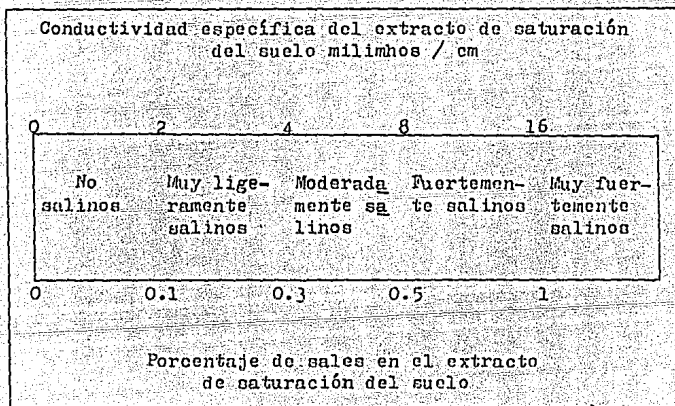 Conductividad específica del extracto de saturación
del suelo milimhos / cm
0 2 4 8 16
No Muy lige- Moderada Fuertemen- Muy fuer-
salinos ramente mente sa te salinos temente
salinos linos salinos
0 0.1 0.3 0.5 1
Porcentaje de sales en el extracto
de saturación del suelo